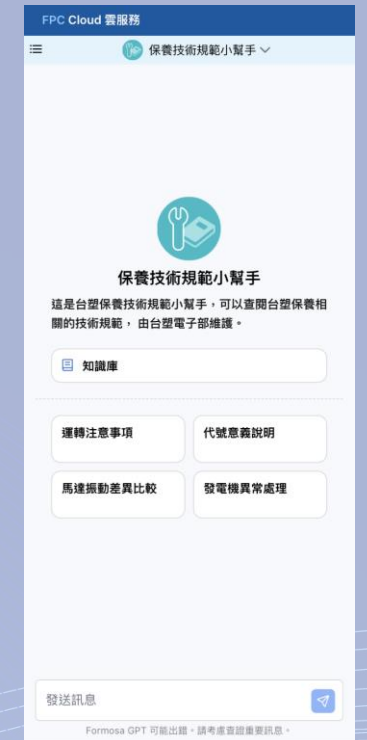 FPC Cloud 雲服務
保養技術規範小幫手
保養技術規範小幫手
這是台塑保養技術規範小幫手，可以查閱台塑保養相
關的技術規範， 由台塑電子部維護。
知識庫
運轉注意事項
代號意義說明
馬達振動差異比較
發電機異常處理
發送訊息
Formosa GPT 可能出錯。請考慮查證重要訊息。